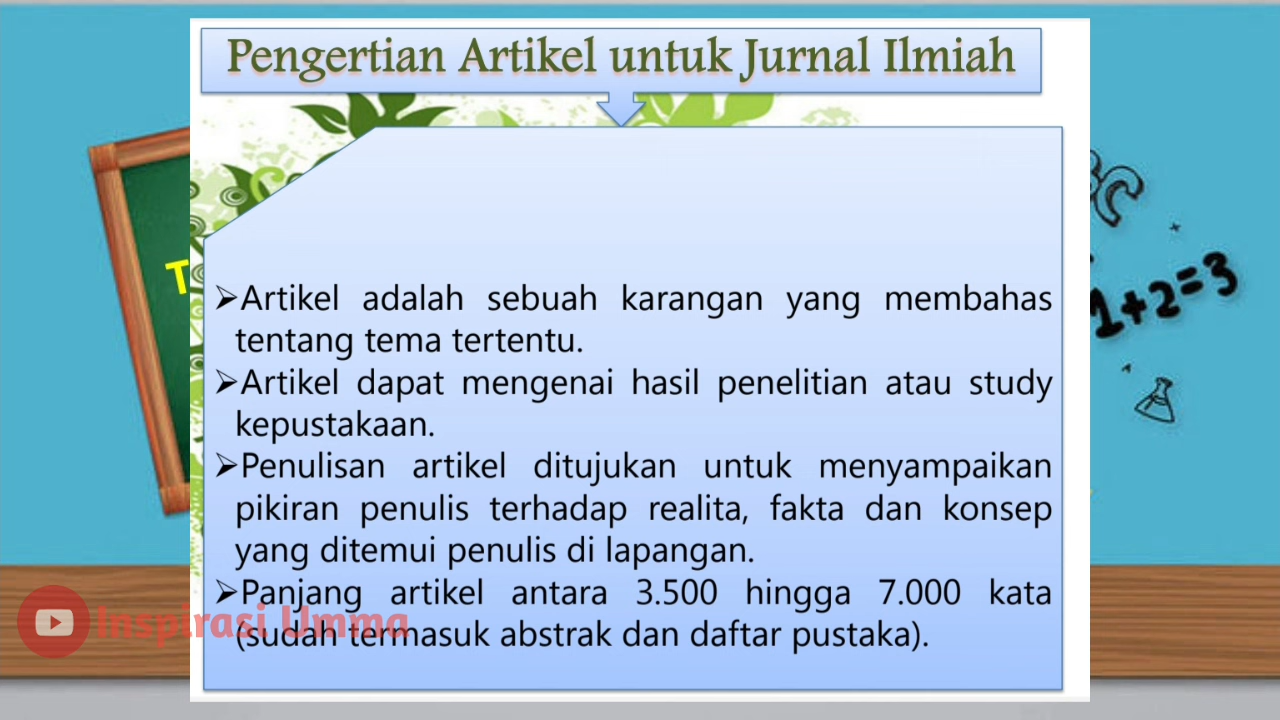 Pengertian Artikel untuk Jurnal Ilmiah
➢Artikel adalah sebuah karangan yang membahas
tentang tema tertentu.
➢Artikel dapat mengenai hasil penelitian atau study
kepustakaan.
➢Penulisan artikel ditujukan untuk menyampaikan
pikiran penulis terhadap realita, fakta dan konsep
yang ditemui penulis di lapangan.
➢Panjang artikel antara 3.500 hingga 7.000 kata
(sudah termasuk abstrak dan daftar pustaka).
Inspirasi Umma
T
1+2=3